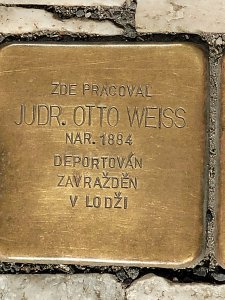 ZDE PRACOVAL
JUDR. OTTO WEISS
NAR. 1884
DEPORTOVÁN
ZAVRAŽDĚN
V LODŽI